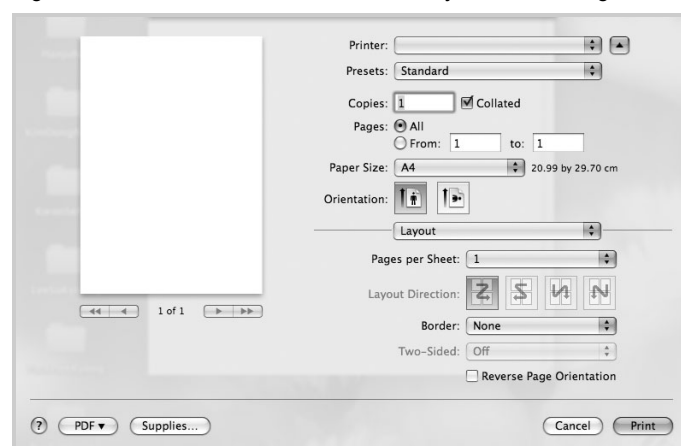 Printer:
Presets: Standard
Copies: 1 Collated
Pages: All
From: 1 to: 1
Paper Size: A4 20.99 by 29.70 cm
Orientation:
Layout
Pages per Sheet: 1
Layout Direction:
1 of 1
Border: None
Two-Sided: Off
Reverse Page Orientation
? PDF Supplies... Cancel Print